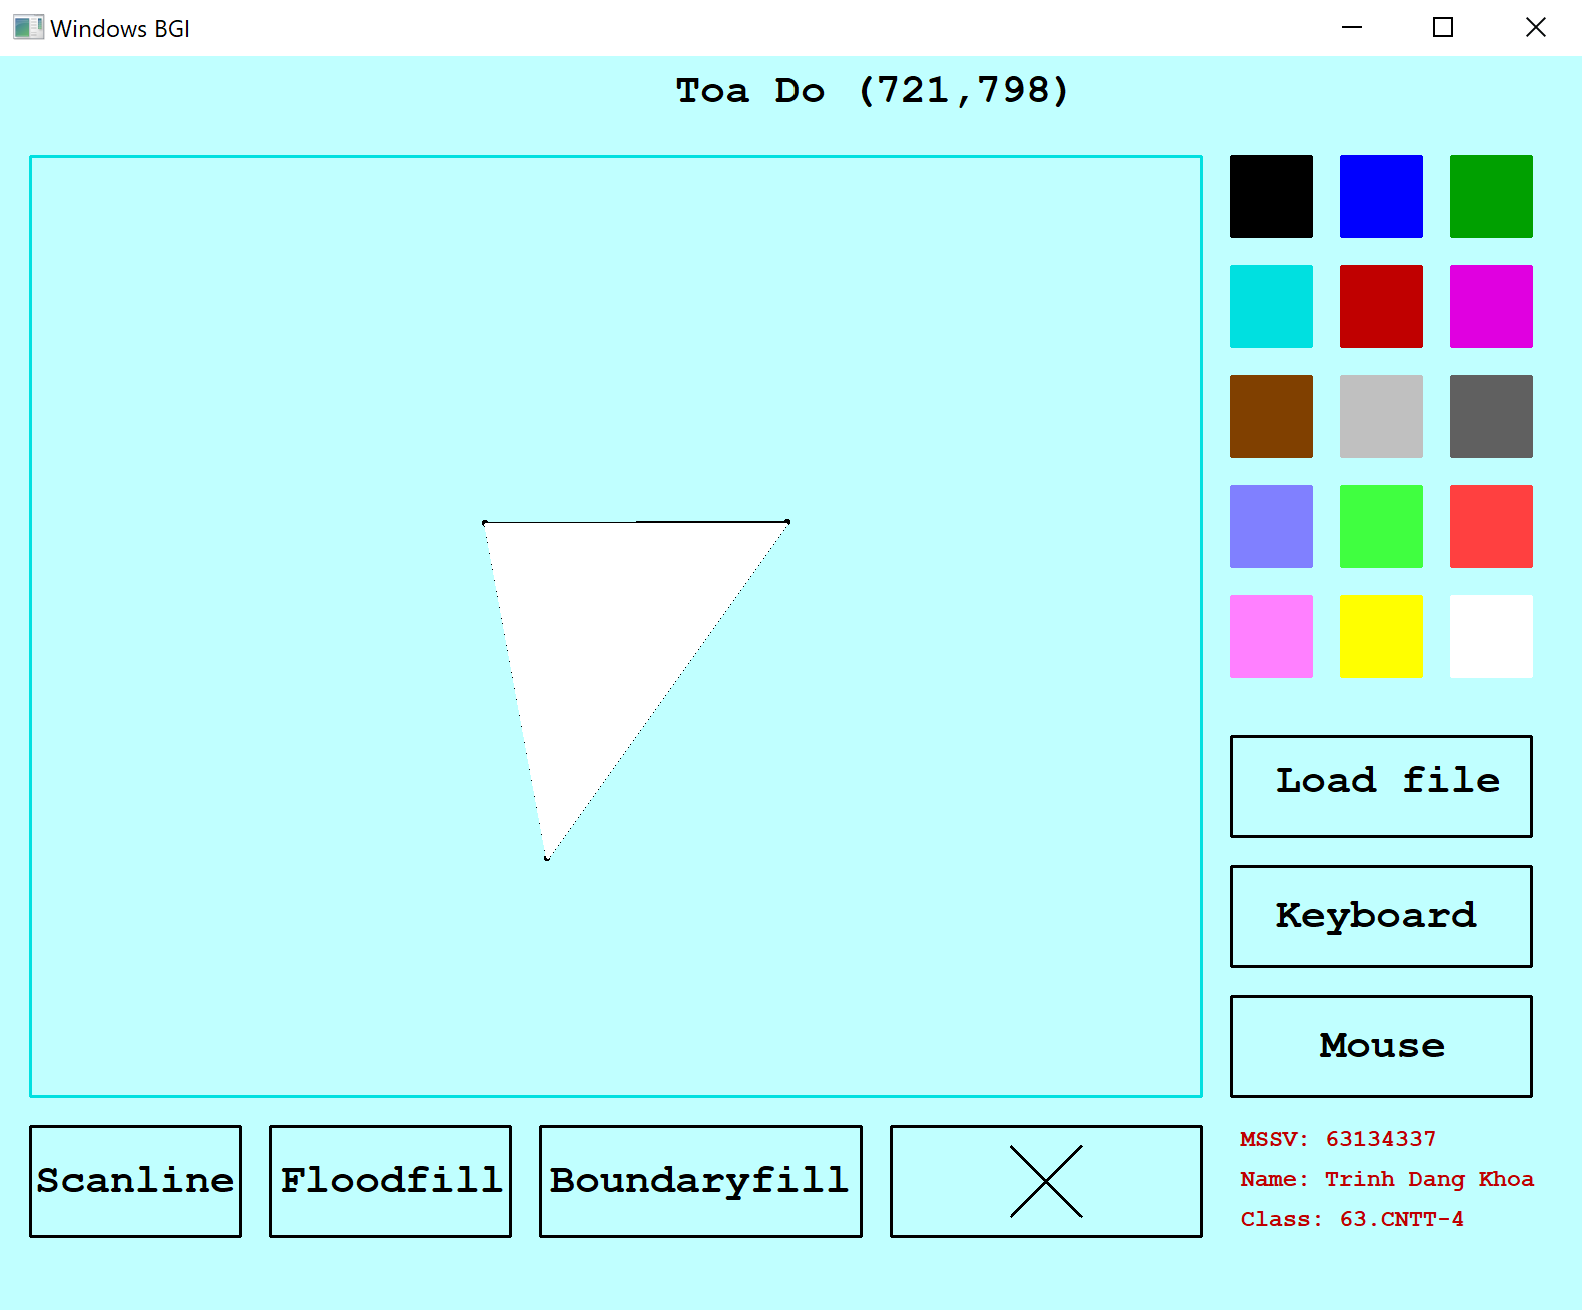 Windows BGI
Toa Do (721,798)
Load file
Keyboard
Mouse
Scanline
Floodfill
Boundaryfill
MSSV: 63134337
Name: Trinh Dang Khoa
Class: 63.CNTT-4